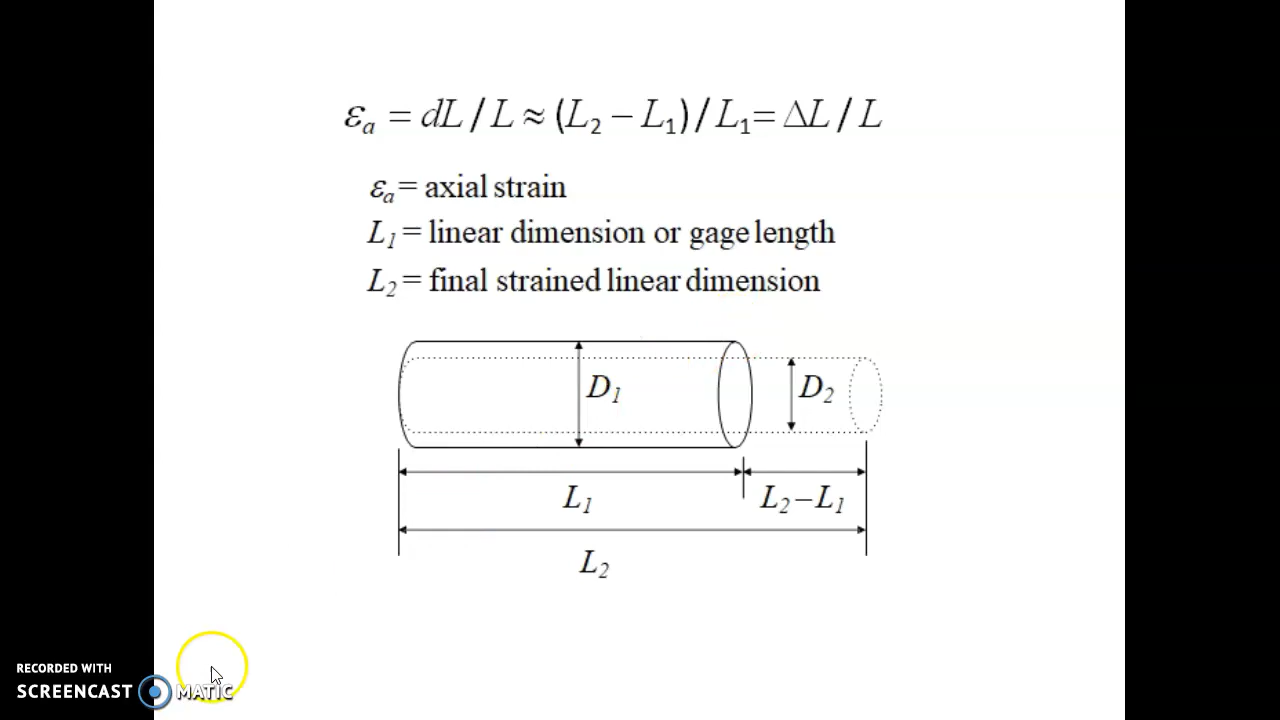 εₐ = dL / L ≈ (L₂ − L₁) / L₁= ΔL / L
εₐ= axial strain
L₁ = linear dimension or gage length
L₂ = final strained linear dimension
D₁ D₂
L₁ L₂−L₁
L₂
RECORDED WITH
SCREENCAST MATIC